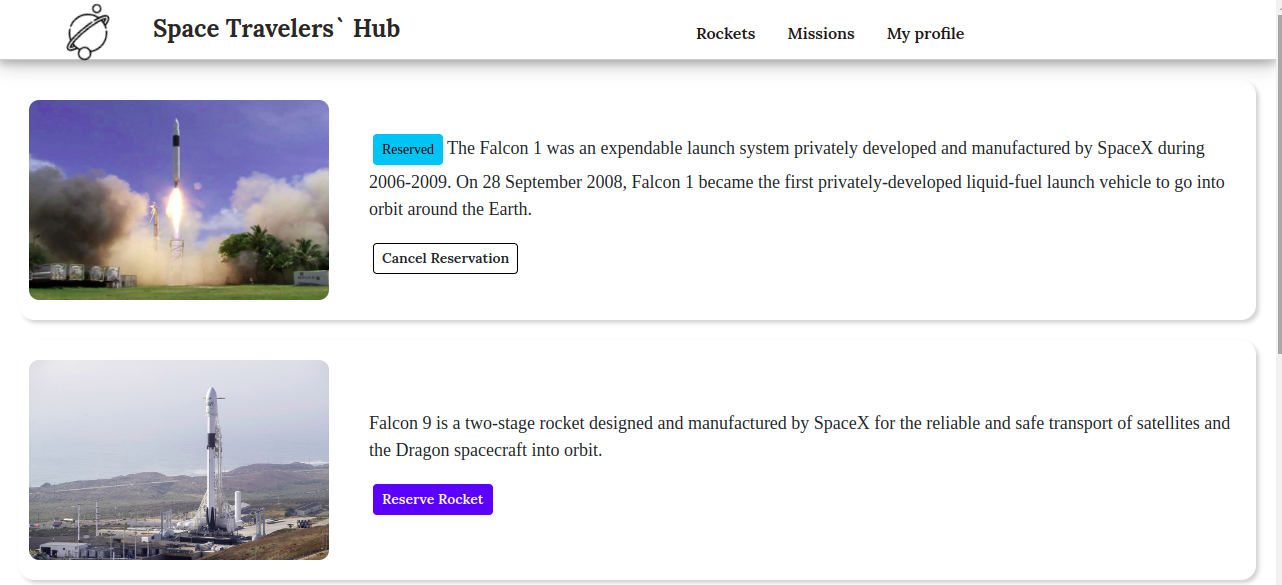 Space Travelers` Hub
Rockets Missions My profile
Reserved The Falcon 1 was an expendable launch system privately developed and manufactured by SpaceX during
2006-2009. On 28 September 2008, Falcon 1 became the first privately-developed liquid-fuel launch vehicle to go into
orbit around the Earth.
Cancel Reservation
Falcon 9 is a two-stage rocket designed and manufactured by SpaceX for the reliable and safe transport of satellites and
the Dragon spacecraft into orbit.
Reserve Rocket